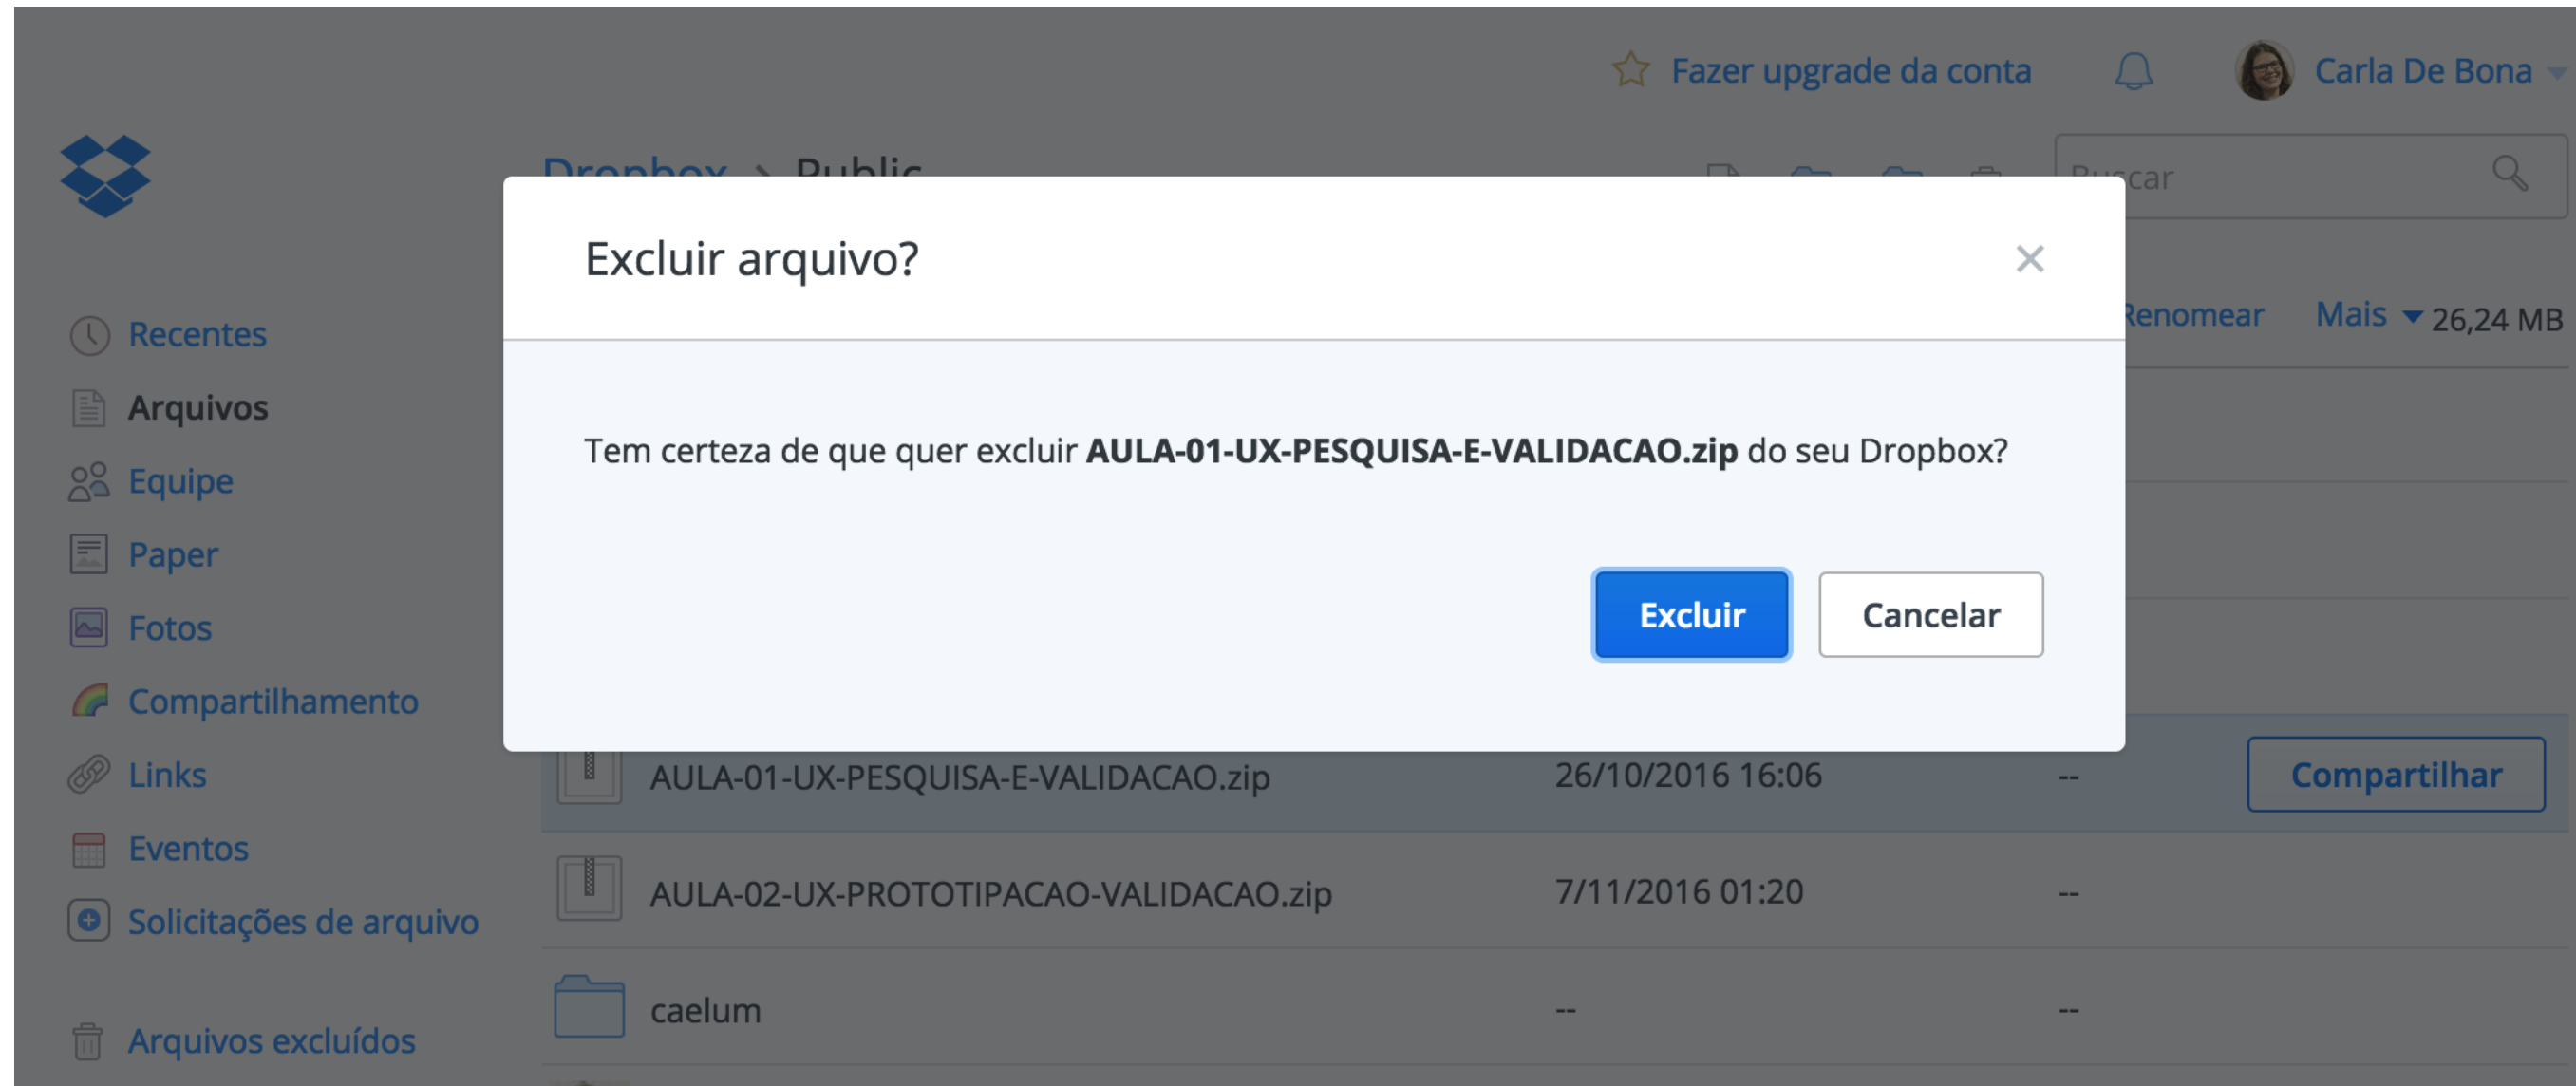 Fazer upgrade da conta
Carla De Bona
Dropbox > Public
Buscar
Excluir arquivo?
Renomear Mais 26,24 MB
Recentes
Arquivos
Tem certeza de que quer excluir AULA-01-UX-PESQUISA-E-VALIDACAO.zip do seu Dropbox?
Equipe
Paper
Excluir Cancelar
Fotos
Compartilhamento
Links
AULA-01-UX-PESQUISA-E-VALIDACAO.zip 26/10/2016 16:06 -- Compartilhar
Eventos
AULA-02-UX-PROTOTIPACAO-VALIDACAO.zip 7/11/2016 01:20 --
Solicitações de arquivo
caelum -- --
Arquivos excluídos